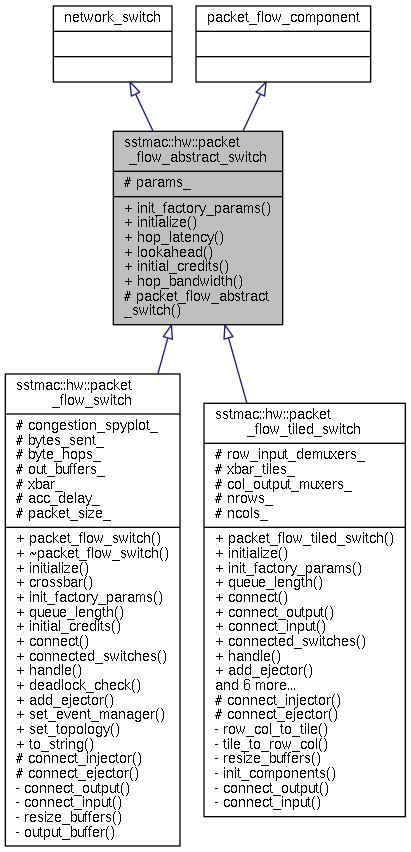 network_switch
packet_flow_component
sstmac::hw::packet
_flow_abstract_switch
# params_
+ init_factory_params()
+ initialize()
+ hop_latency()
+ lookahead()
+ initial_credits()
+ hop_bandwidth()
# packet_flow_abstract
_switch()
sstmac::hw::packet
_flow_switch
# congestion_spyplot_
# bytes_sent_
# byte_hops_
# out_buffers_
# xbar_
# acc_delay_
# packet_size_
+ packet_flow_switch()
+ ~packet_flow_switch()
+ initialize()
+ crossbar()
+ init_factory_params()
+ queue_length()
+ initial_credits()
+ connect()
+ connected_switches()
+ handle()
+ deadlock_check()
+ add_ejector()
+ set_event_manager()
+ set_topology()
+ to_string()
# connect_injector()
# connect_ejector()
- connect_output()
- connect_input()
- resize_buffers()
- output_buffer()
sstmac::hw::packet
_flow_tiled_switch
# row_input_demuxers_
# xbar_tiles_
# col_output_muxers_
# nrows_
# ncols_
+ packet_flow_tiled_switch()
+ initialize()
+ init_factory_params()
+ queue_length()
+ connect()
+ connect_output()
+ connect_input()
+ connected_switches()
+ handle()
+ add_ejector()
and 6 more...
# connect_injector()
# connect_ejector()
- row_col_to_tile()
- tile_to_row_col()
- resize_buffers()
- init_components()
- connect_output()
- connect_input()